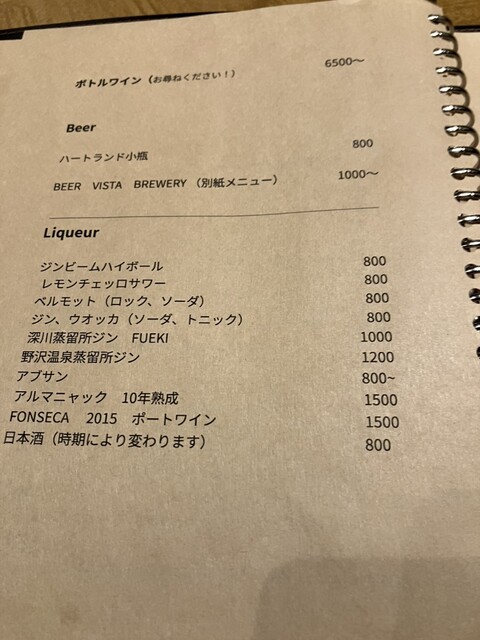 ボトルワイン（お尋ねください！） 6500～
Beer
ハートランド小瓶 800
BEER VISTA BREWERY （別紙メニュー） 1000～
Liqueur
ジンビームハイボール 800
レモンチェッロサワー 800
ベルモット（ロック、ソーダ） 800
ジン、ウオッカ（ソーダ、トニック） 800
深川蒸留所ジン FUEKI 1000
野沢温泉蒸留所ジン 1200
アブサン 800~
アルマニャック 10年熟成 1500
FONSECA 2015 ポートワイン 1500
日本酒（時期により変わります） 800